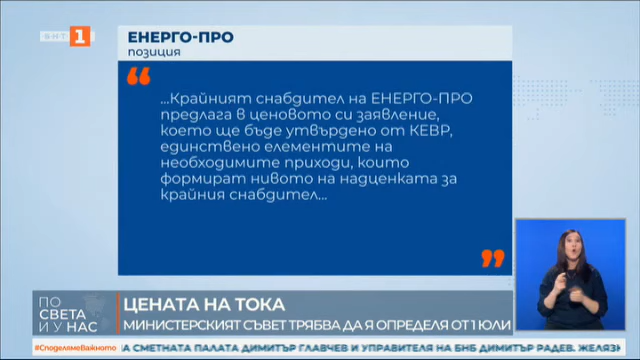 БНТ 1
ЕНЕРГО-ПРО
позиция
“
...Крайният снабдител на ЕНЕРГО-ПРО
предлага в ценовото си заявление,
което ще бъде утвърдено от КЕВР,
единствено елементите на
необходимите приходи, които
формират нивото на надценката за
крайния снабдител...
”
ПО
СВЕТА
И У НАС
ЦЕНАТА НА ТОКА
МИНИСТЕРСКИЯТ СЪВЕТ ТРЯБВА ДА Я ОПРЕДЕЛЯ ОТ 1 ЮЛИ
#СподелямеВажното
НА СМЕТНАТА ПАЛАТА ДИМИТЪР ГЛАВЧЕВ И УПРАВИТЕЛЯ НА БНБ ДИМИТЪР РАДЕВ. ЖЕЛЯЗК